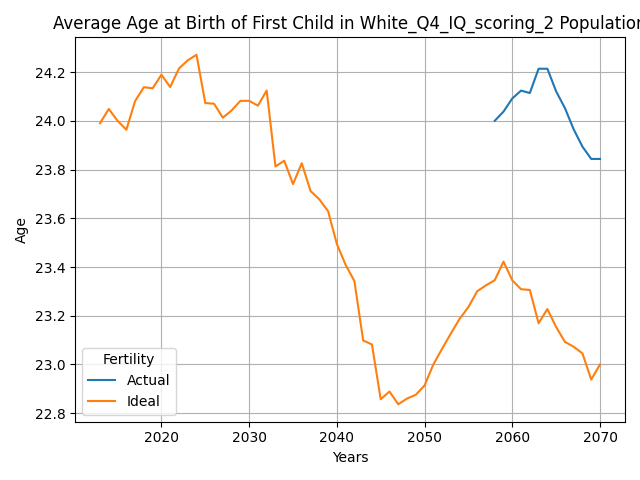 Average Age at Birth of First Child in White_Q4_IQ_scoring_2 Population
24.2
24.0
23.8
23.6
23.4
23.2
23.0
22.8
Age
Fertility
Actual
Ideal
2020 2030 2040 2050 2060 2070
Years